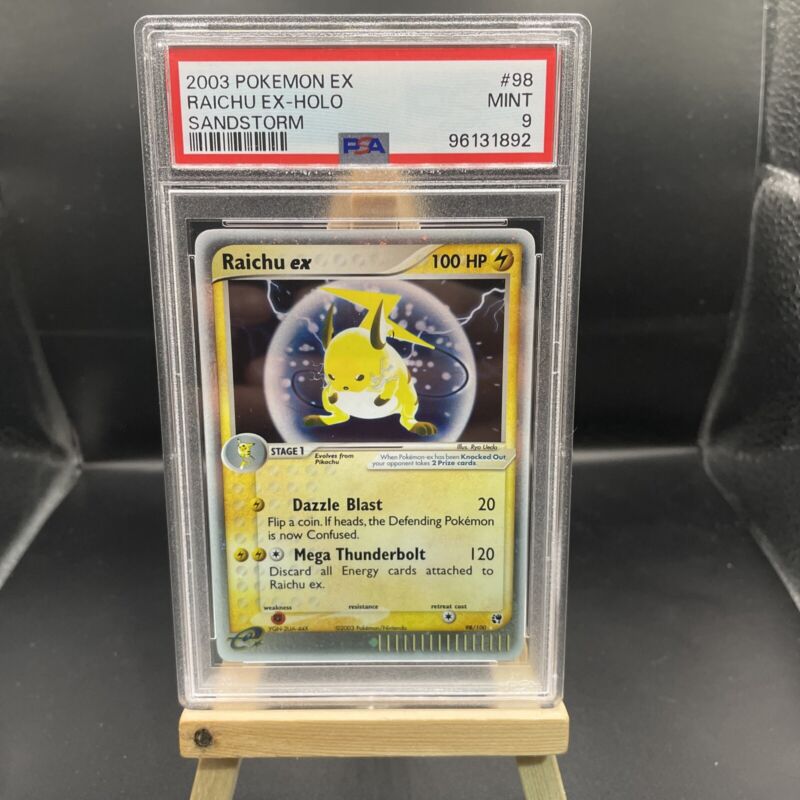 2003 POKEMON EX #98
RAICHU EX-HOLO MINT
SANDSTORM 9
PSA 96131892
Raichu ex 100 HP
Illus. Ryo Ueda
STAGE 1 Evolves from
Pikachu
When Pokémon-ex has been Knocked Out,
your opponent takes 2 Prize cards.
Dazzle Blast 20
Flip a coin. If heads, the Defending Pokémon
is now Confused.
Mega Thunderbolt 120
Discard all Energy cards attached to
Raichu ex.
weakness resistance retreat cost
©2003 Pokémon/Nintendo 98/100